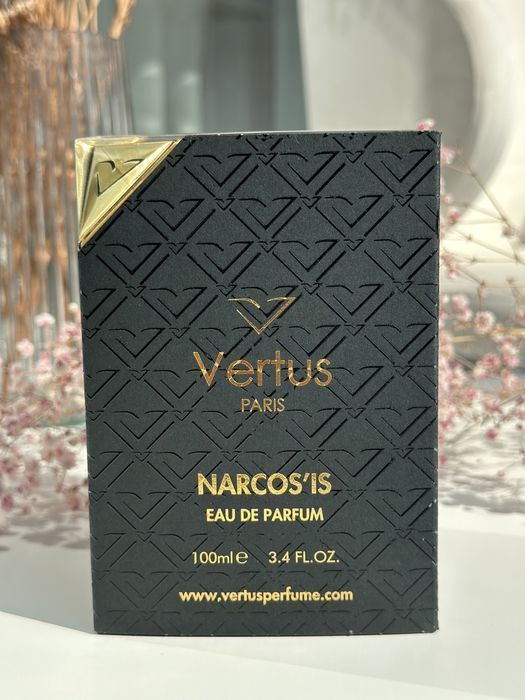 Vertus
PARIS
NARCOS'IS
EAU DE PARFUM
100ml℮ 3.4 FL.OZ.
www.vertusperfume.com